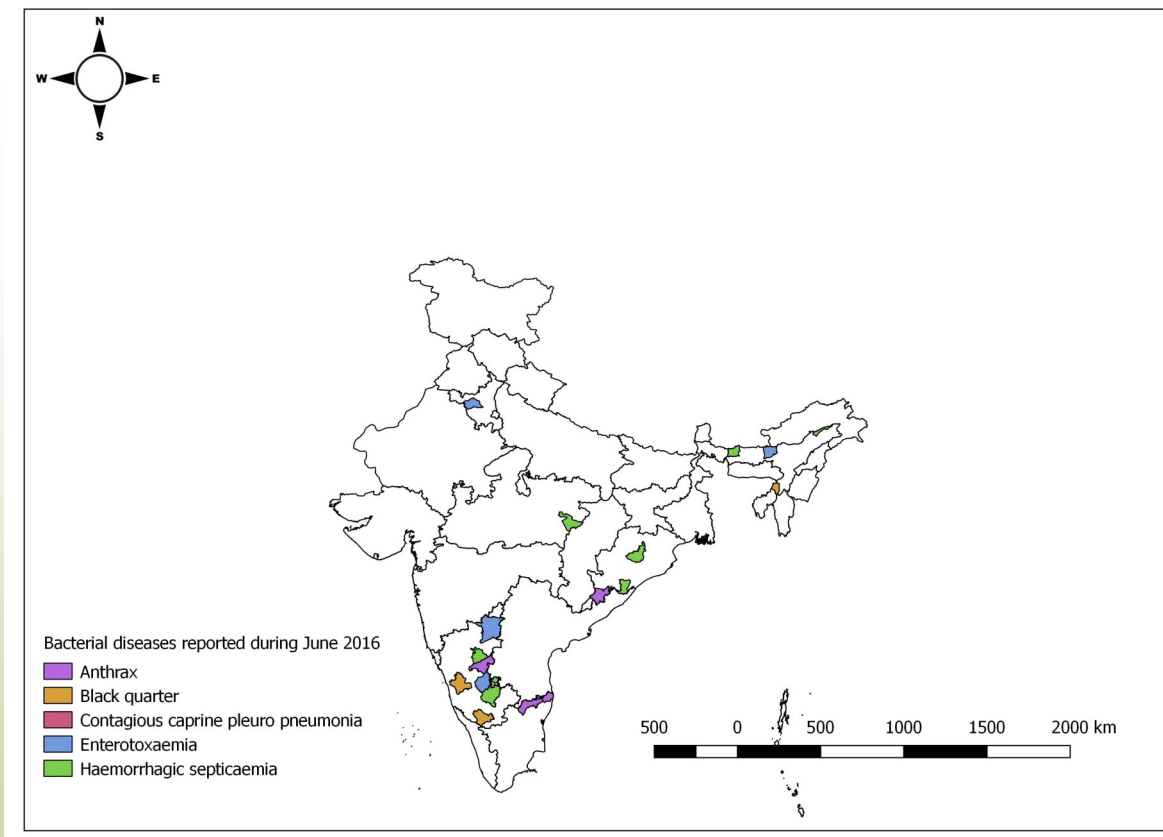 N
W E
S
Bacterial diseases reported during June 2016
Anthrax
Black quarter
Contagious caprine pleuro pneumonia
Enterotoxaemia
Haemorrhagic septicaemia
500 0 500 1000 1500 2000 km